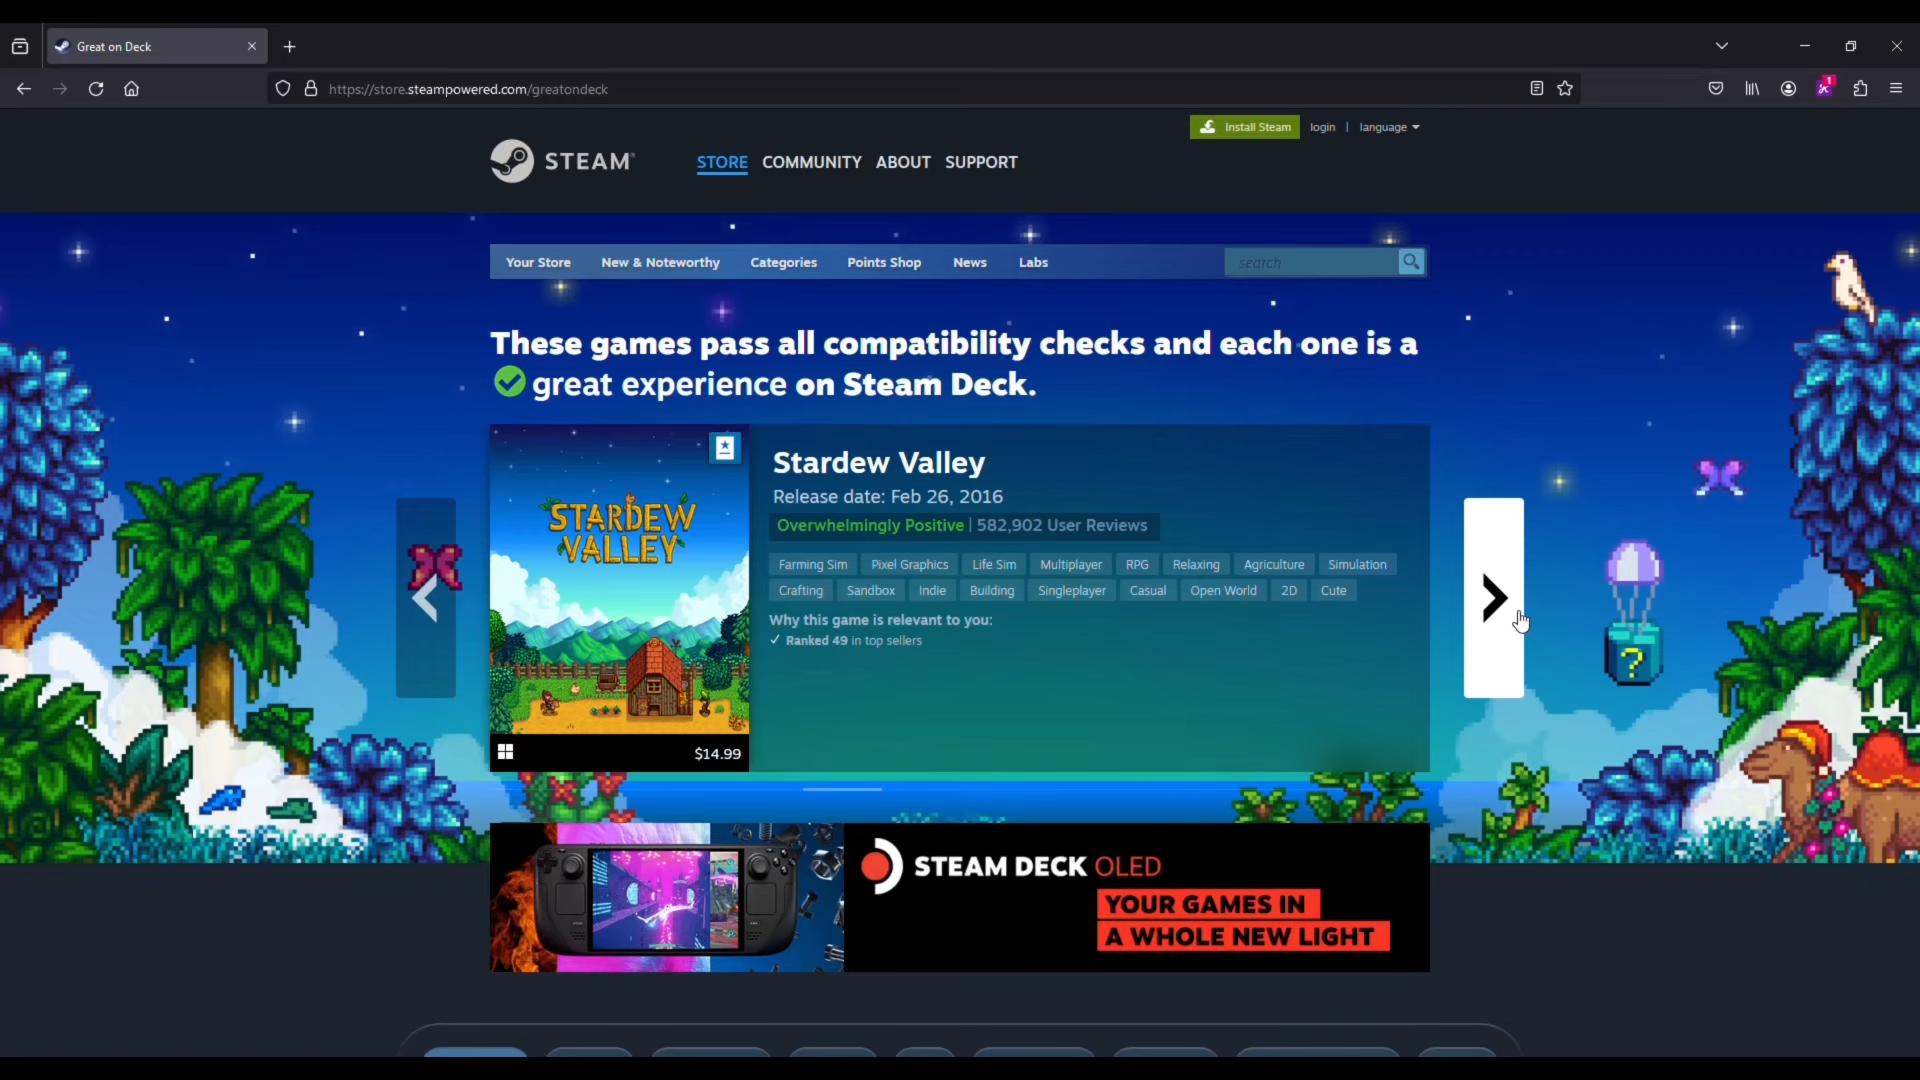 Great on Deck
1
https://store.steampowered.com/greatondeck
Install Steam login | language
STEAM®
STORE COMMUNITY ABOUT SUPPORT
Your Store New & Noteworthy Categories Points Shop News Labs search
These games pass all compatibility checks and each one is a
great experience on Steam Deck.
STARDEW
VALLEY
$14.99
Stardew Valley
Release date: Feb 26, 2016
Overwhelmingly Positive | 582,902 User Reviews
Farming Sim Pixel Graphics Life Sim Multiplayer RPG Relaxing Agriculture Simulation
Crafting Sandbox Indie Building Singleplayer Casual Open World 2D Cute
Why this game is relevant to you:
✓ Ranked 49 in top sellers
?
STEAM DECK OLED
YOUR GAMES IN
A WHOLE NEW LIGHT